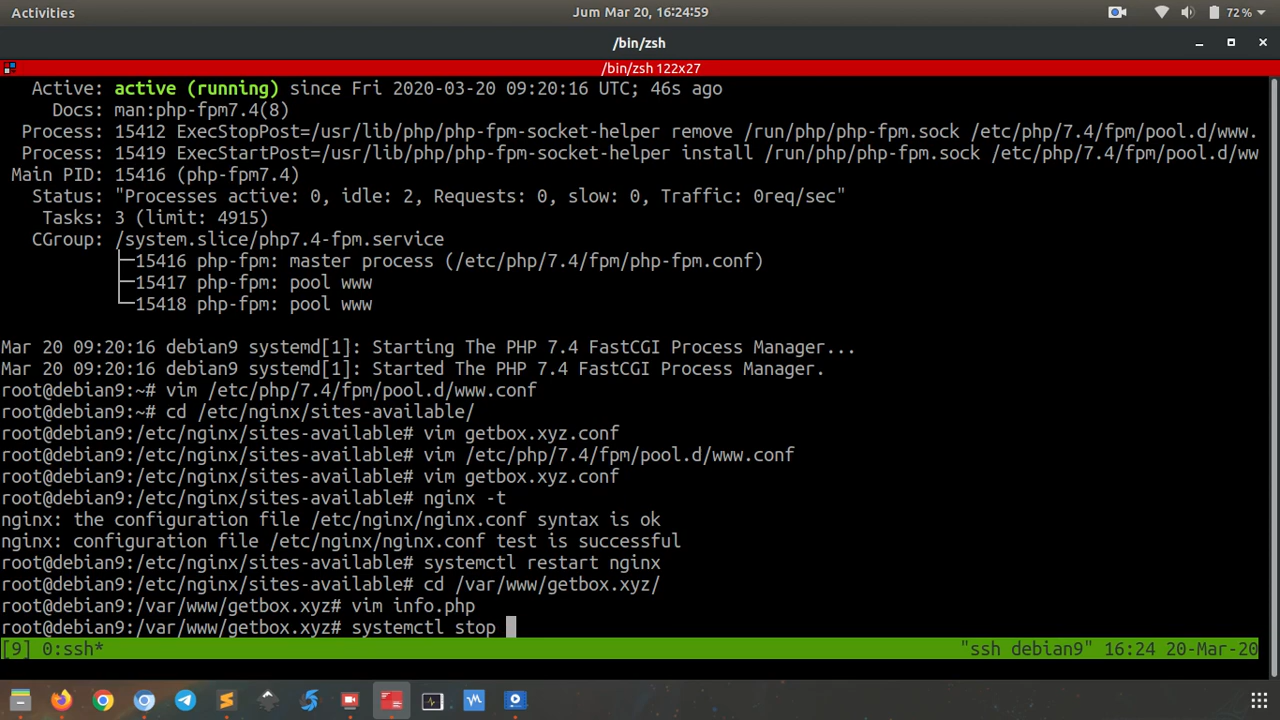 Activities
Jum Mar 20, 16:24:59
72%
/bin/zsh
/bin/zsh 122x27
Active: active (running) since Fri 2020-03-20 09:20:16 UTC; 46s ago
Docs: man:php-fpm7.4(8)
Process: 15412 ExecStopPost=/usr/lib/php/php-fpm-socket-helper remove /run/php/php-fpm.sock /etc/php/7.4/fpm/pool.d/www.
Process: 15419 ExecStartPost=/usr/lib/php/php-fpm-socket-helper install /run/php/php-fpm.sock /etc/php/7.4/fpm/pool.d/ww
Main PID: 15416 (php-fpm7.4)
Status: "Processes active: 0, idle: 2, Requests: 0, slow: 0, Traffic: 0req/sec"
Tasks: 3 (limit: 4915)
CGroup: /system.slice/php7.4-fpm.service
├─15416 php-fpm: master process (/etc/php/7.4/fpm/php-fpm.conf)
├─15417 php-fpm: pool www
└─15418 php-fpm: pool www
Mar 20 09:20:16 debian9 systemd[1]: Starting The PHP 7.4 FastCGI Process Manager...
Mar 20 09:20:16 debian9 systemd[1]: Started The PHP 7.4 FastCGI Process Manager.
root@debian9:~# vim /etc/php/7.4/fpm/pool.d/www.conf
root@debian9:~# cd /etc/nginx/sites-available/
root@debian9:/etc/nginx/sites-available# vim getbox.xyz.conf
root@debian9:/etc/nginx/sites-available# vim /etc/php/7.4/fpm/pool.d/www.conf
root@debian9:/etc/nginx/sites-available# vim getbox.xyz.conf
root@debian9:/etc/nginx/sites-available# nginx -t
nginx: the configuration file /etc/nginx/nginx.conf syntax is ok
nginx: configuration file /etc/nginx/nginx.conf test is successful
root@debian9:/etc/nginx/sites-available# systemctl restart nginx
root@debian9:/etc/nginx/sites-available# cd /var/www/getbox.xyz/
root@debian9:/var/www/getbox.xyz# vim info.php
root@debian9:/var/www/getbox.xyz# systemctl stop
[9] 0:ssh* "ssh debian9" 16:24 20-Mar-20